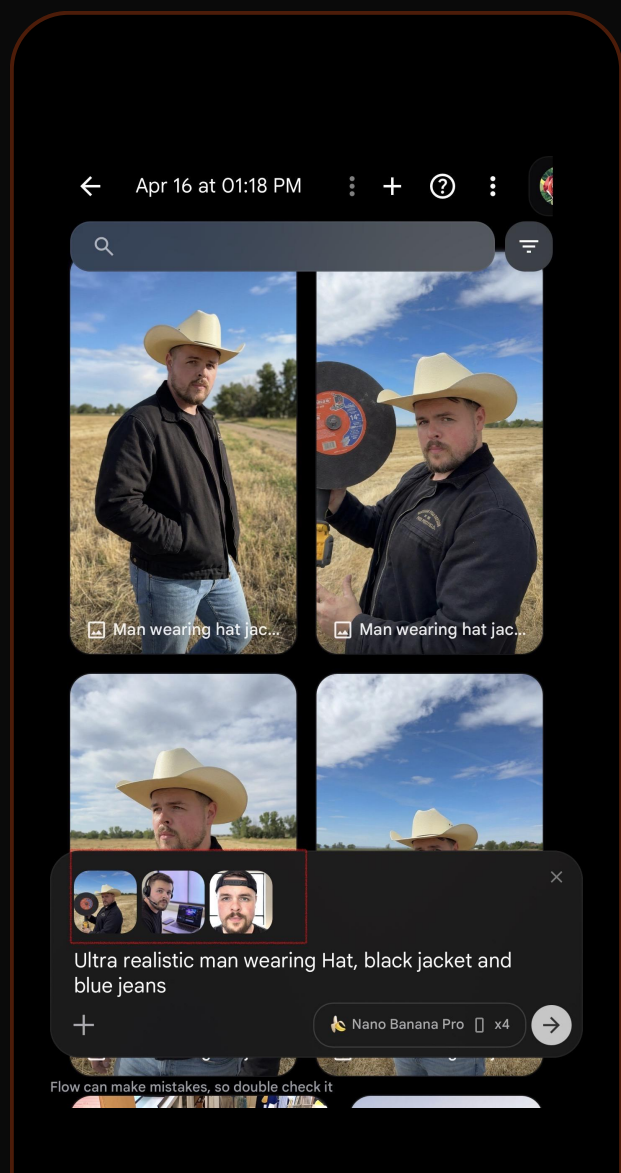 Apr 16 at 01:18 PM
Man wearing hat jac...
Man wearing hat jac...
Ultra realistic man wearing Hat, black jacket and
blue jeans
🍌 Nano Banana Pro x4
Flow can make mistakes, so double check it